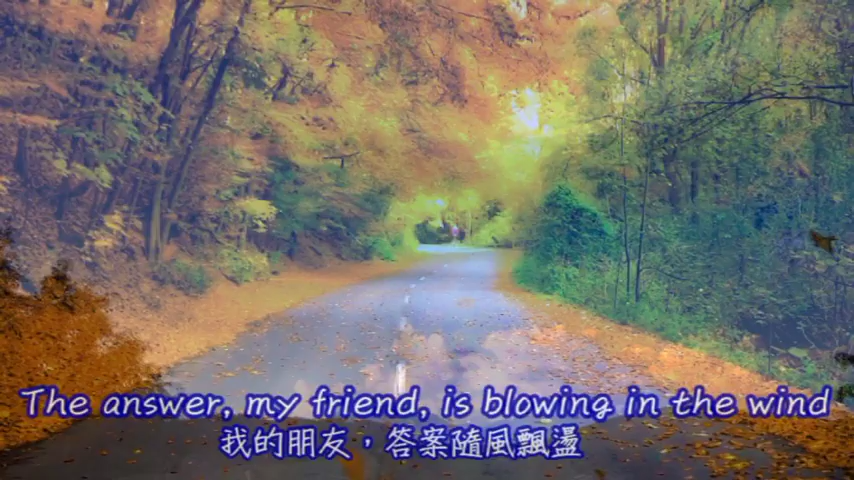 The answer, my friend, is blowing in the wind
我的朋友，答案隨風飄盪